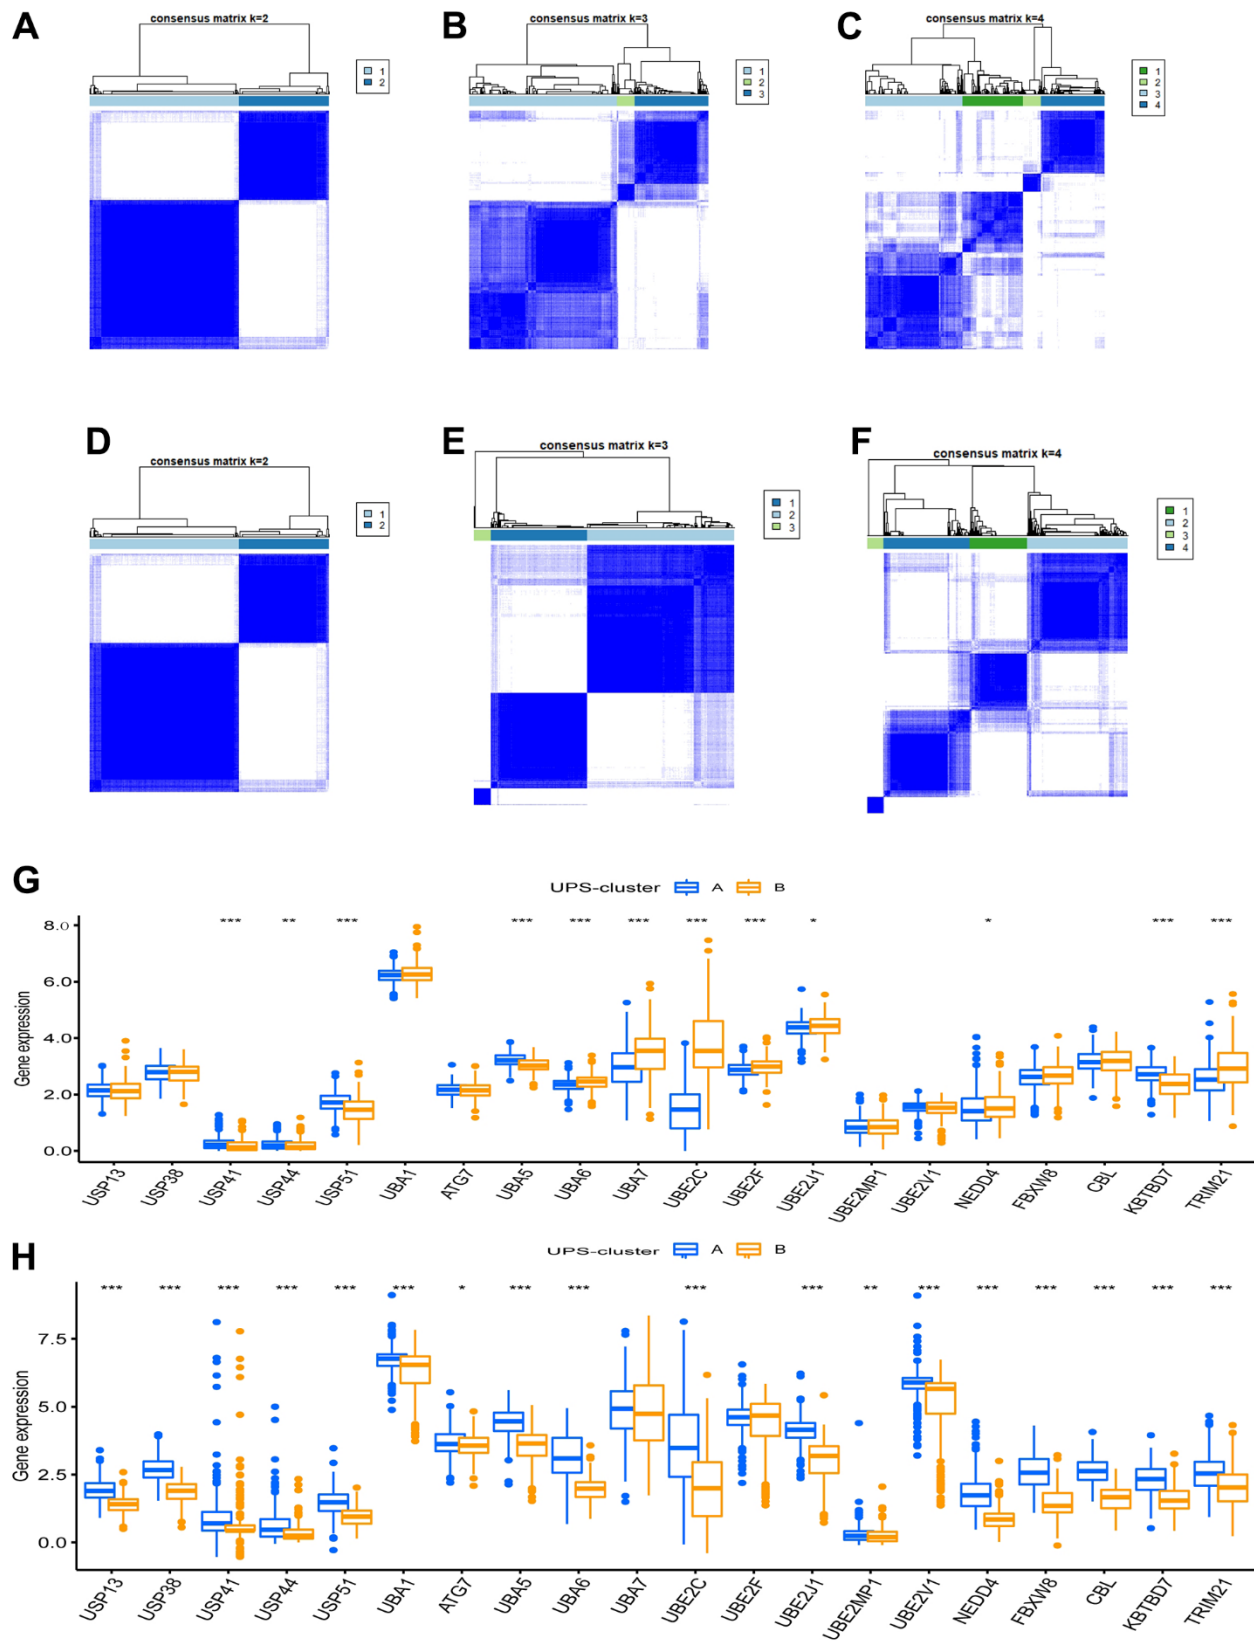 A
consensus matrix k=2
1
2
B
consensus matrix k=3
1
2
3
C
consensus matrix k=4
1
2
3
4
D
consensus matrix k=2
1
2
E
consensus matrix k=3
1
2
3
F
consensus matrix k=4
1
2
3
4
G
UPS-cluster A B
*** ** *** *** *** *** *** *** * * *** ***
Gene expression
8.0
6.0
4.0
2.0
0.0
USP13 USP38 USP41 USP44 USP51 UBA1 ATG7 UBA5 UBA6 UBA7 UBE2C UBE2F UBE2J1 UBE2MP1 UBE2V1 NEDD4 FBXW8 CBL KBTBD7 TRIM21
H
UPS-cluster A B
*** *** *** *** *** *** * *** *** *** *** ** *** *** *** *** *** ***
Gene expression
7.5
5.0
2.5
0.0
USP13 USP38 USP41 USP44 USP51 UBA1 ATG7 UBA5 UBA6 UBA7 UBE2C UBE2F UBE2J1 UBE2MP1 UBE2V1 NEDD4 FBXW8 CBL KBTBD7 TRIM21